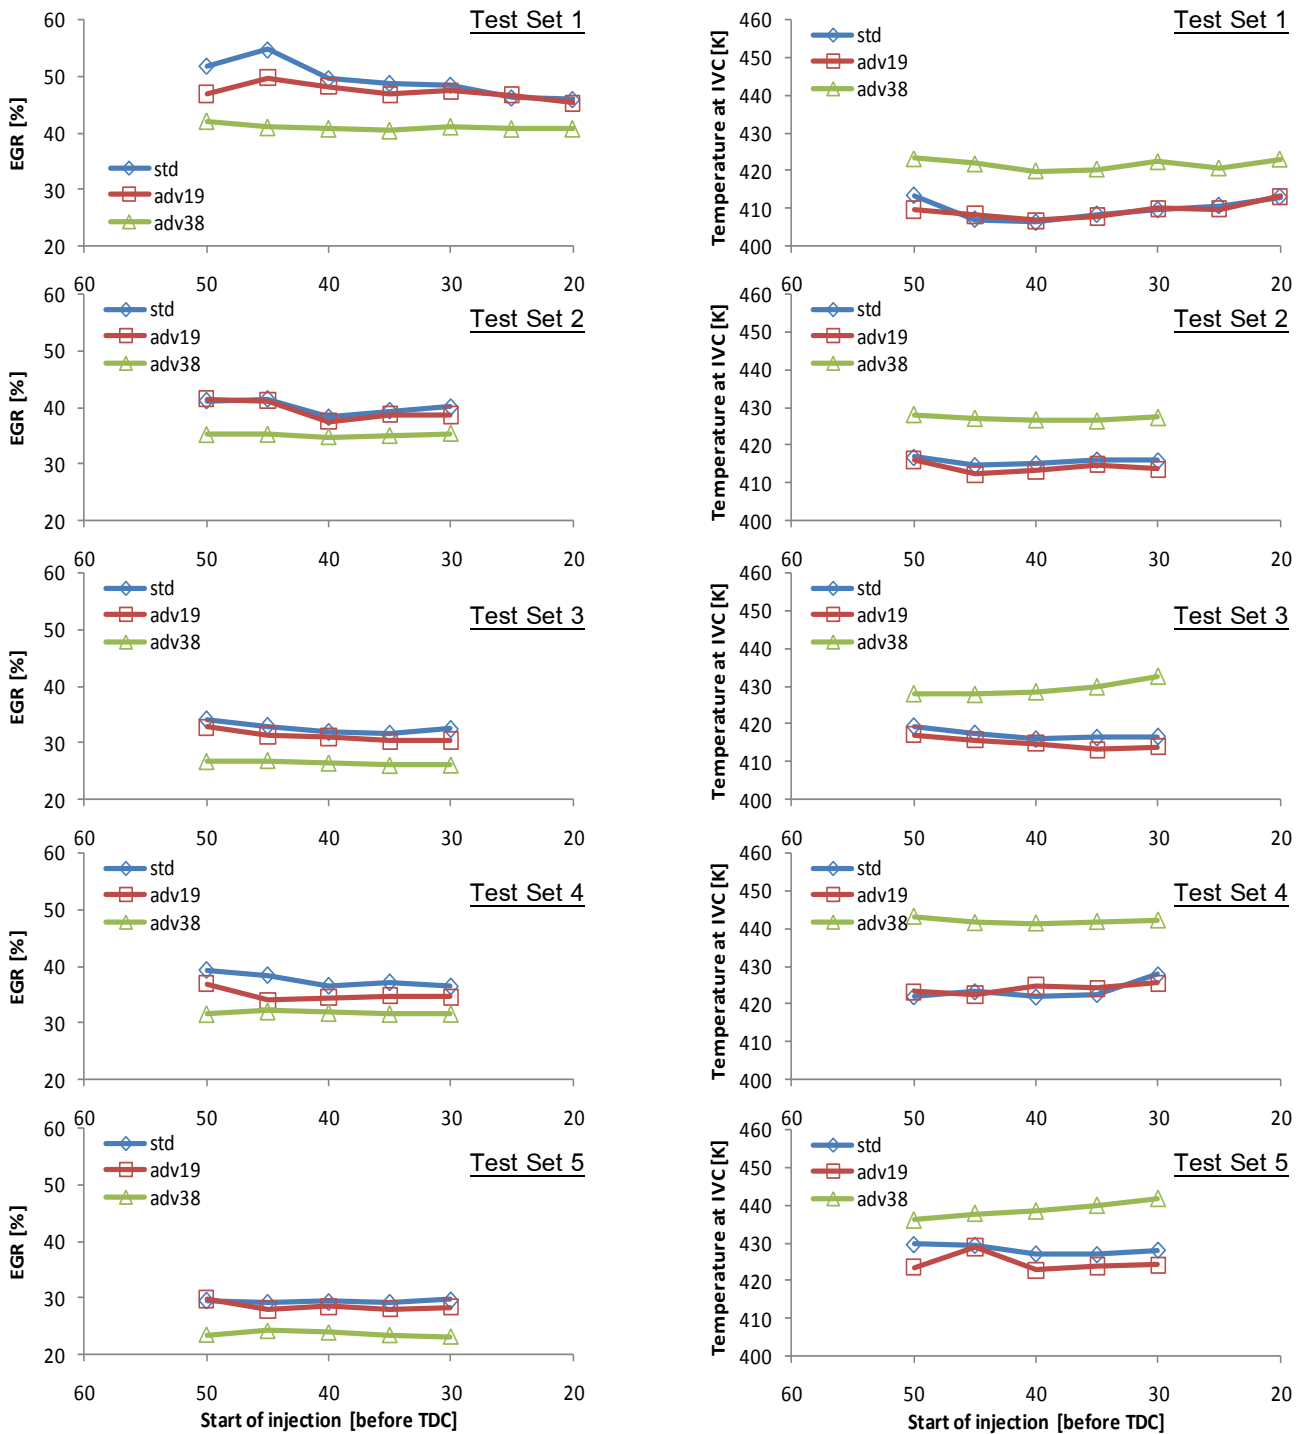 Test Set 1
60
50
40
30
20
EGR [%]
std
adv19
adv38
60
50
40
30
20
Test Set 1
460
450
440
430
420
410
400
Temperature at IVC [K]
std
adv19
adv38
60
50
40
30
20
Test Set 2
60
50
40
30
20
EGR [%]
std
adv19
adv38
60
50
40
30
20
Test Set 2
460
450
440
430
420
410
400
Temperature at IVC [K]
std
adv19
adv38
60
50
40
30
20
Test Set 3
60
50
40
30
20
EGR [%]
std
adv19
adv38
60
50
40
30
20
Test Set 3
460
450
440
430
420
410
400
Temperature at IVC [K]
std
adv19
adv38
60
50
40
30
20
Test Set 4
60
50
40
30
20
EGR [%]
std
adv19
adv38
60
50
40
30
20
Test Set 4
460
450
440
430
420
410
400
Temperature at IVC [K]
std
adv19
adv38
60
50
40
30
20
Test Set 5
60
50
40
30
20
EGR [%]
std
adv19
adv38
60
50
40
30
20
Start of injection [before TDC]
Test Set 5
460
450
440
430
420
410
400
Temperature at IVC [K]
std
adv19
adv38
60
50
40
30
20
Start of injection [before TDC]